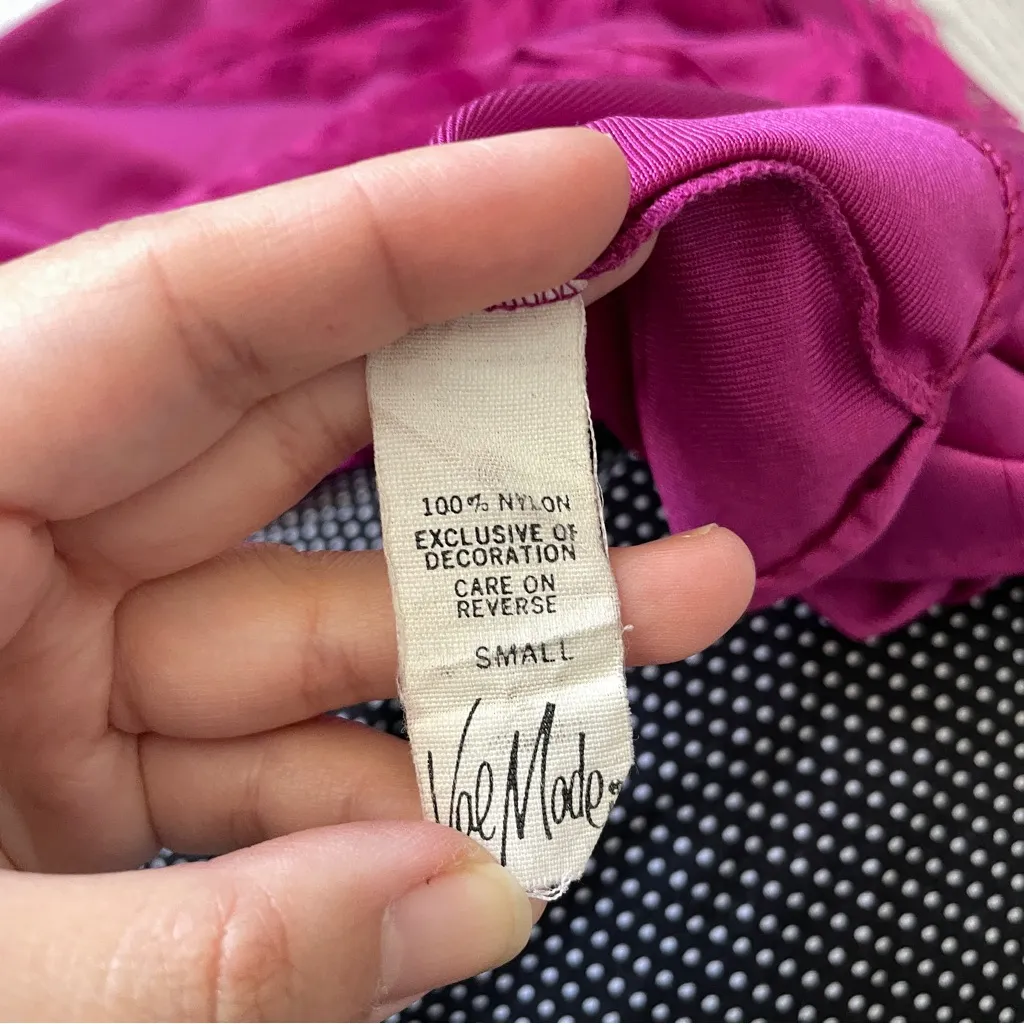 100% NYLON
EXCLUSIVE OF
DECORATION
CARE ON
REVERSE
SMALL
Val Mode®